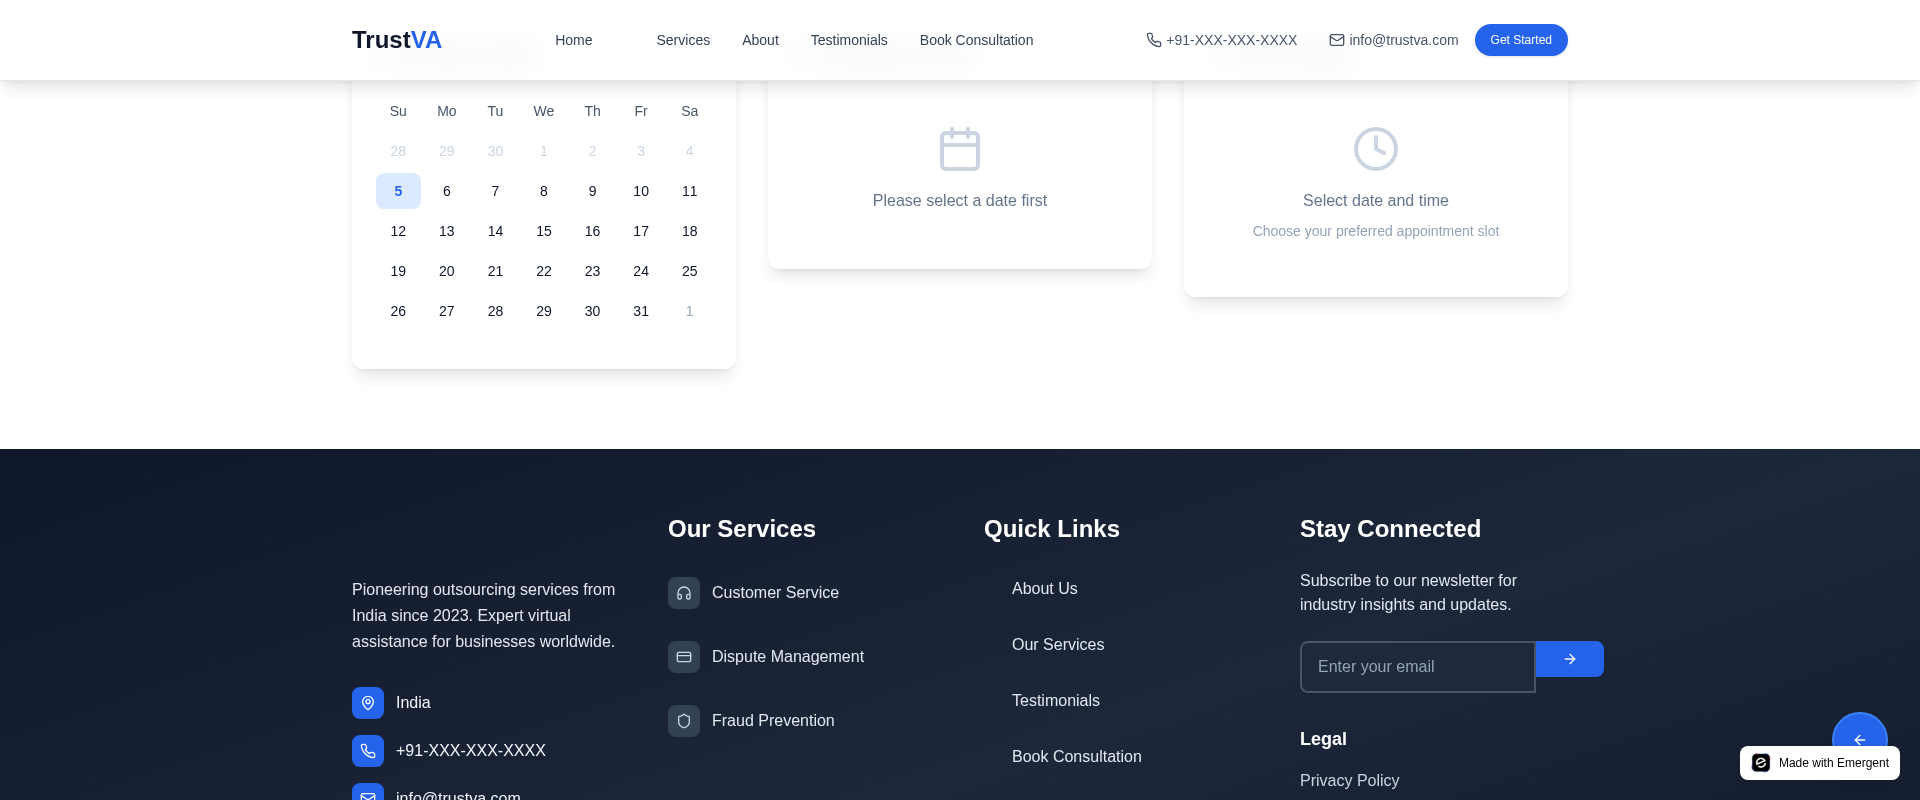 TrustVA
Home
Services
About
Testimonials
Book Consultation
+91-XXX-XXX-XXXX
info@trustva.com
Get Started
Su Mo Tu We Th Fr Sa
28 29 30 1 2 3 4
5 6 7 8 9 10 11
12 13 14 15 16 17 18
19 20 21 22 23 24 25
26 27 28 29 30 31 1
Please select a date first
Select date and time
Choose your preferred appointment slot
Pioneering outsourcing services from
India since 2023. Expert virtual
assistance for businesses worldwide.
India
+91-XXX-XXX-XXXX
info@trustva.com
Our Services
Customer Service
Dispute Management
Fraud Prevention
Quick Links
About Us
Our Services
Testimonials
Book Consultation
Stay Connected
Subscribe to our newsletter for
industry insights and updates.
Enter your email
Legal
Privacy Policy
Made with Emergent